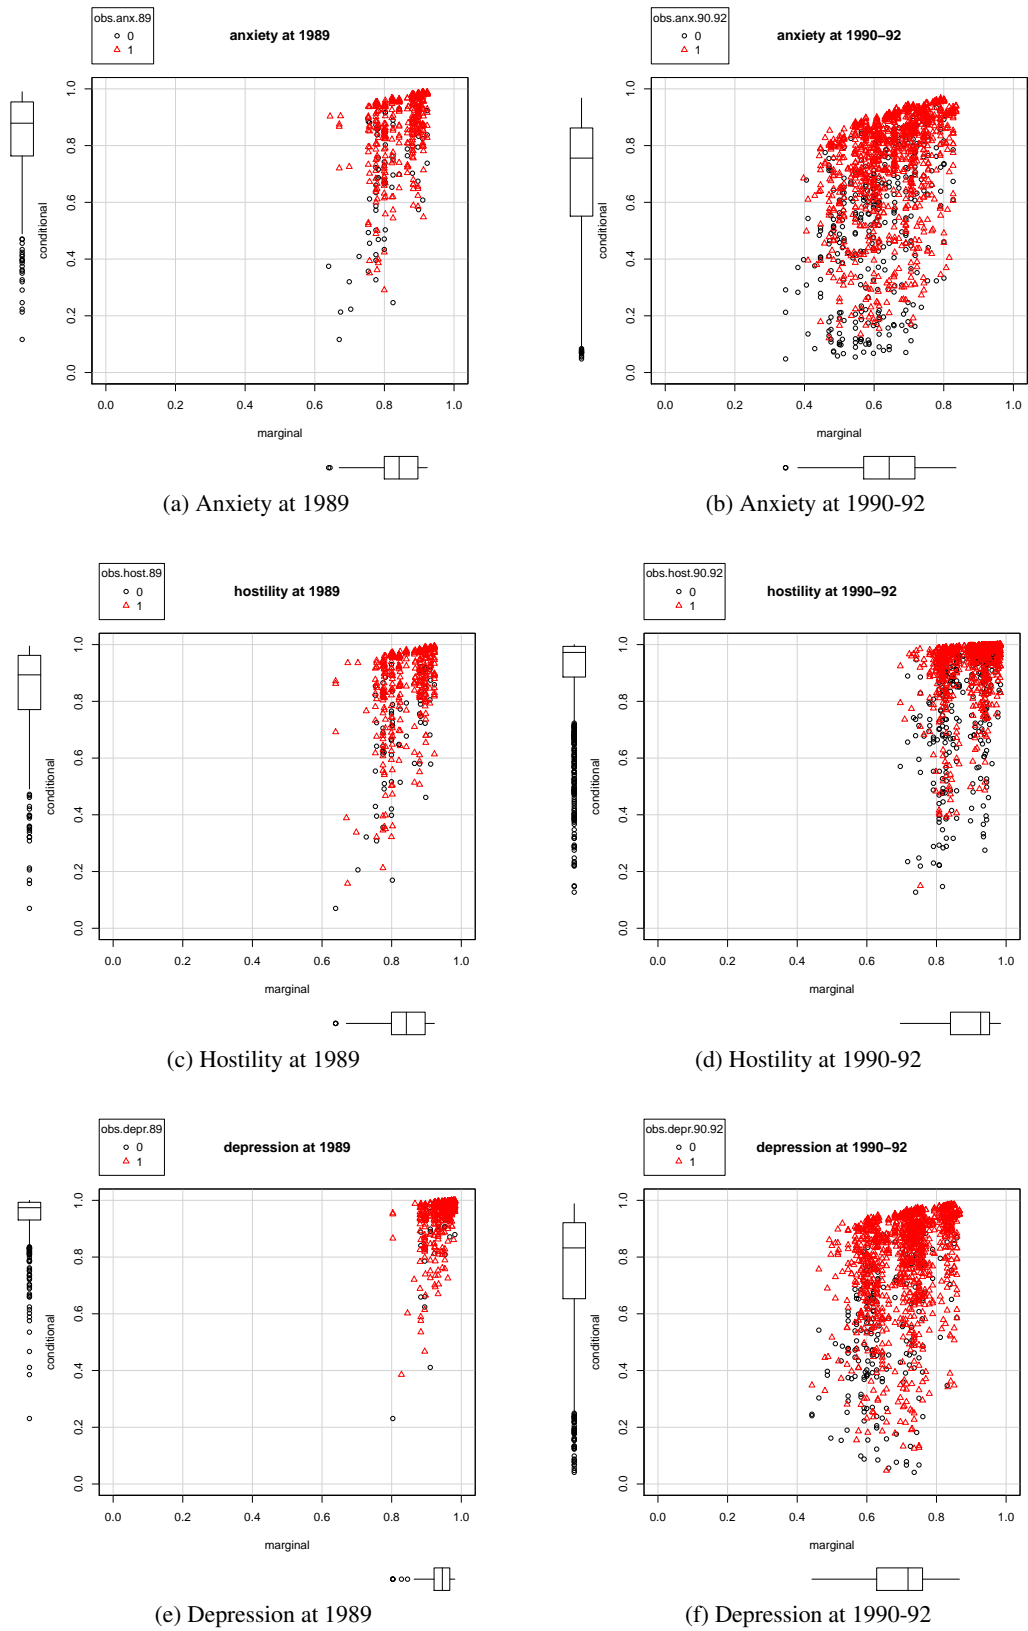 obs.anx.89
0
1
anxiety at 1989
conditional
0.0 0.2 0.4 0.6 0.8 1.0
0.0 0.2 0.4 0.6 0.8 1.0
marginal
(a) Anxiety at 1989
obs.anx.90.92
0
1
anxiety at 1990–92
conditional
0.0 0.2 0.4 0.6 0.8 1.0
0.0 0.2 0.4 0.6 0.8 1.0
marginal
(b) Anxiety at 1990-92
obs.host.89
0
1
hostility at 1989
conditional
0.0 0.2 0.4 0.6 0.8 1.0
0.0 0.2 0.4 0.6 0.8 1.0
marginal
(c) Hostility at 1989
obs.host.90.92
0
1
hostility at 1990–92
conditional
0.0 0.2 0.4 0.6 0.8 1.0
0.0 0.2 0.4 0.6 0.8 1.0
marginal
(d) Hostility at 1990-92
obs.depr.89
0
1
depression at 1989
conditional
0.0 0.2 0.4 0.6 0.8 1.0
0.0 0.2 0.4 0.6 0.8 1.0
marginal
(e) Depression at 1989
obs.depr.90.92
0
1
depression at 1990–92
conditional
0.0 0.2 0.4 0.6 0.8 1.0
0.0 0.2 0.4 0.6 0.8 1.0
marginal
(f) Depression at 1990-92